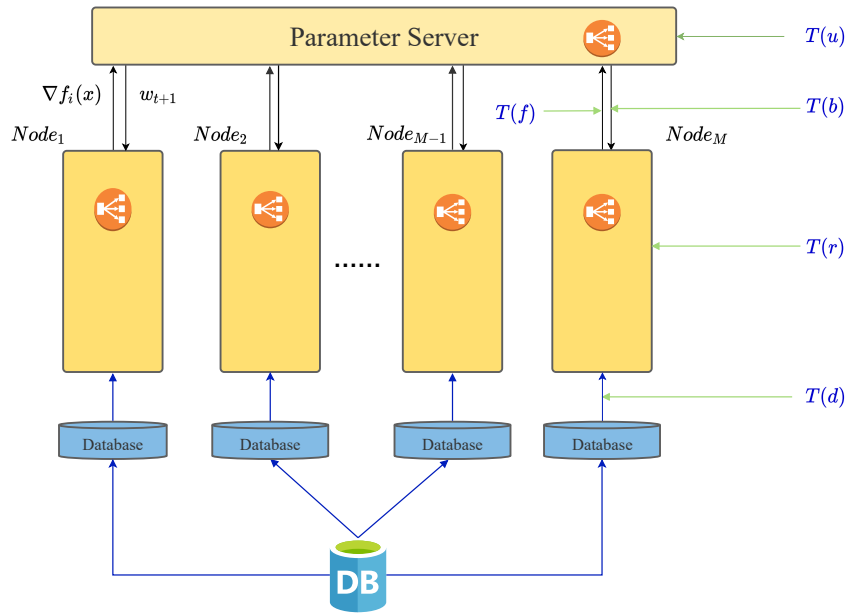 Parameter Server
T(u)
∇f_i(x)
w_{t+1}
T(f)
T(b)
Node_1
Node_2
Node_{M−1}
Node_M
T(r)
......
T(d)
Database
Database
Database
Database
DB